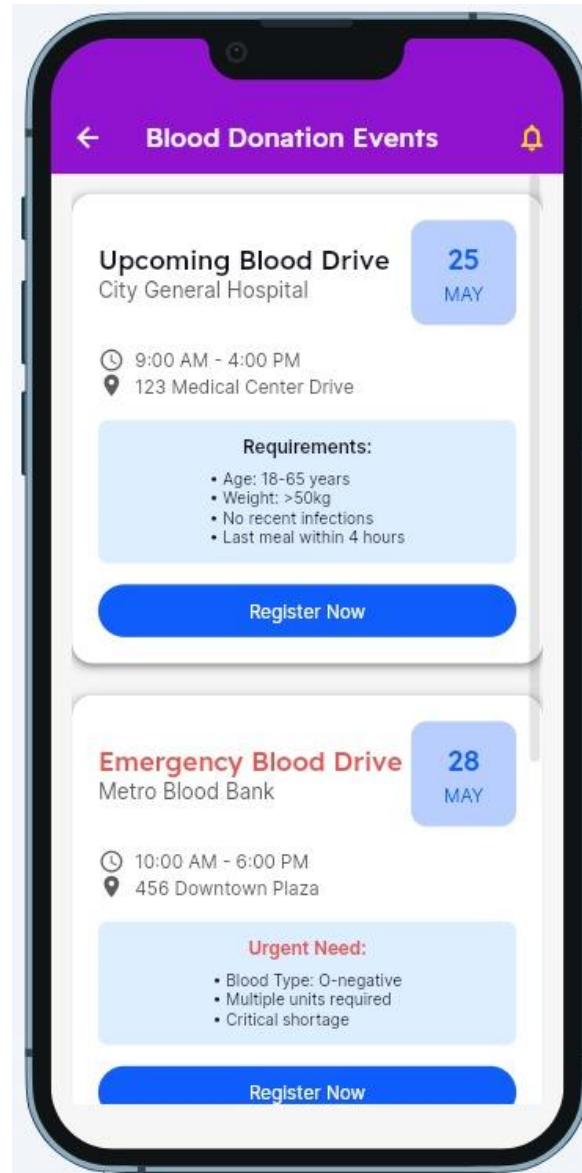 Blood Donation Events
Upcoming Blood Drive
City General Hospital
25
MAY
9:00 AM - 4:00 PM
123 Medical Center Drive
Requirements:
• Age: 18-65 years
• Weight: >50kg
• No recent infections
• Last meal within 4 hours
Register Now
Emergency Blood Drive
Metro Blood Bank
28
MAY
10:00 AM - 6:00 PM
456 Downtown Plaza
Urgent Need:
• Blood Type: O-negative
• Multiple units required
• Critical shortage
Register Now